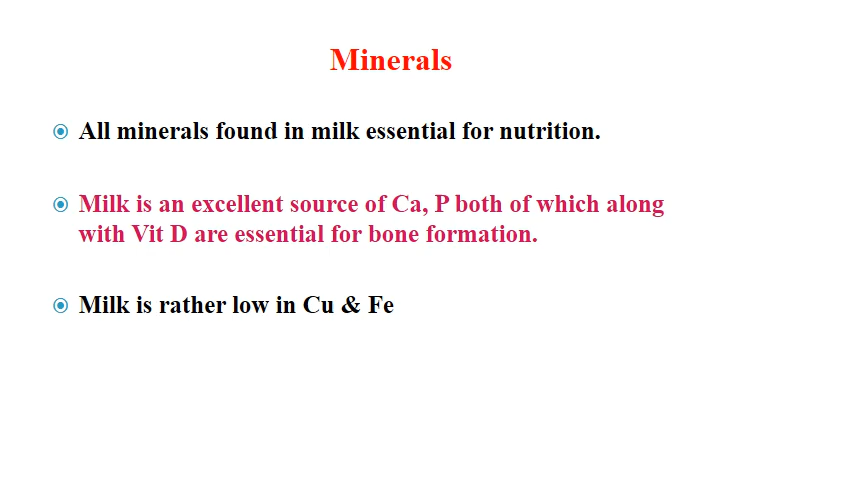 Minerals
All minerals found in milk essential for nutrition.
Milk is an excellent source of Ca, P both of which along
with Vit D are essential for bone formation.
Milk is rather low in Cu & Fe